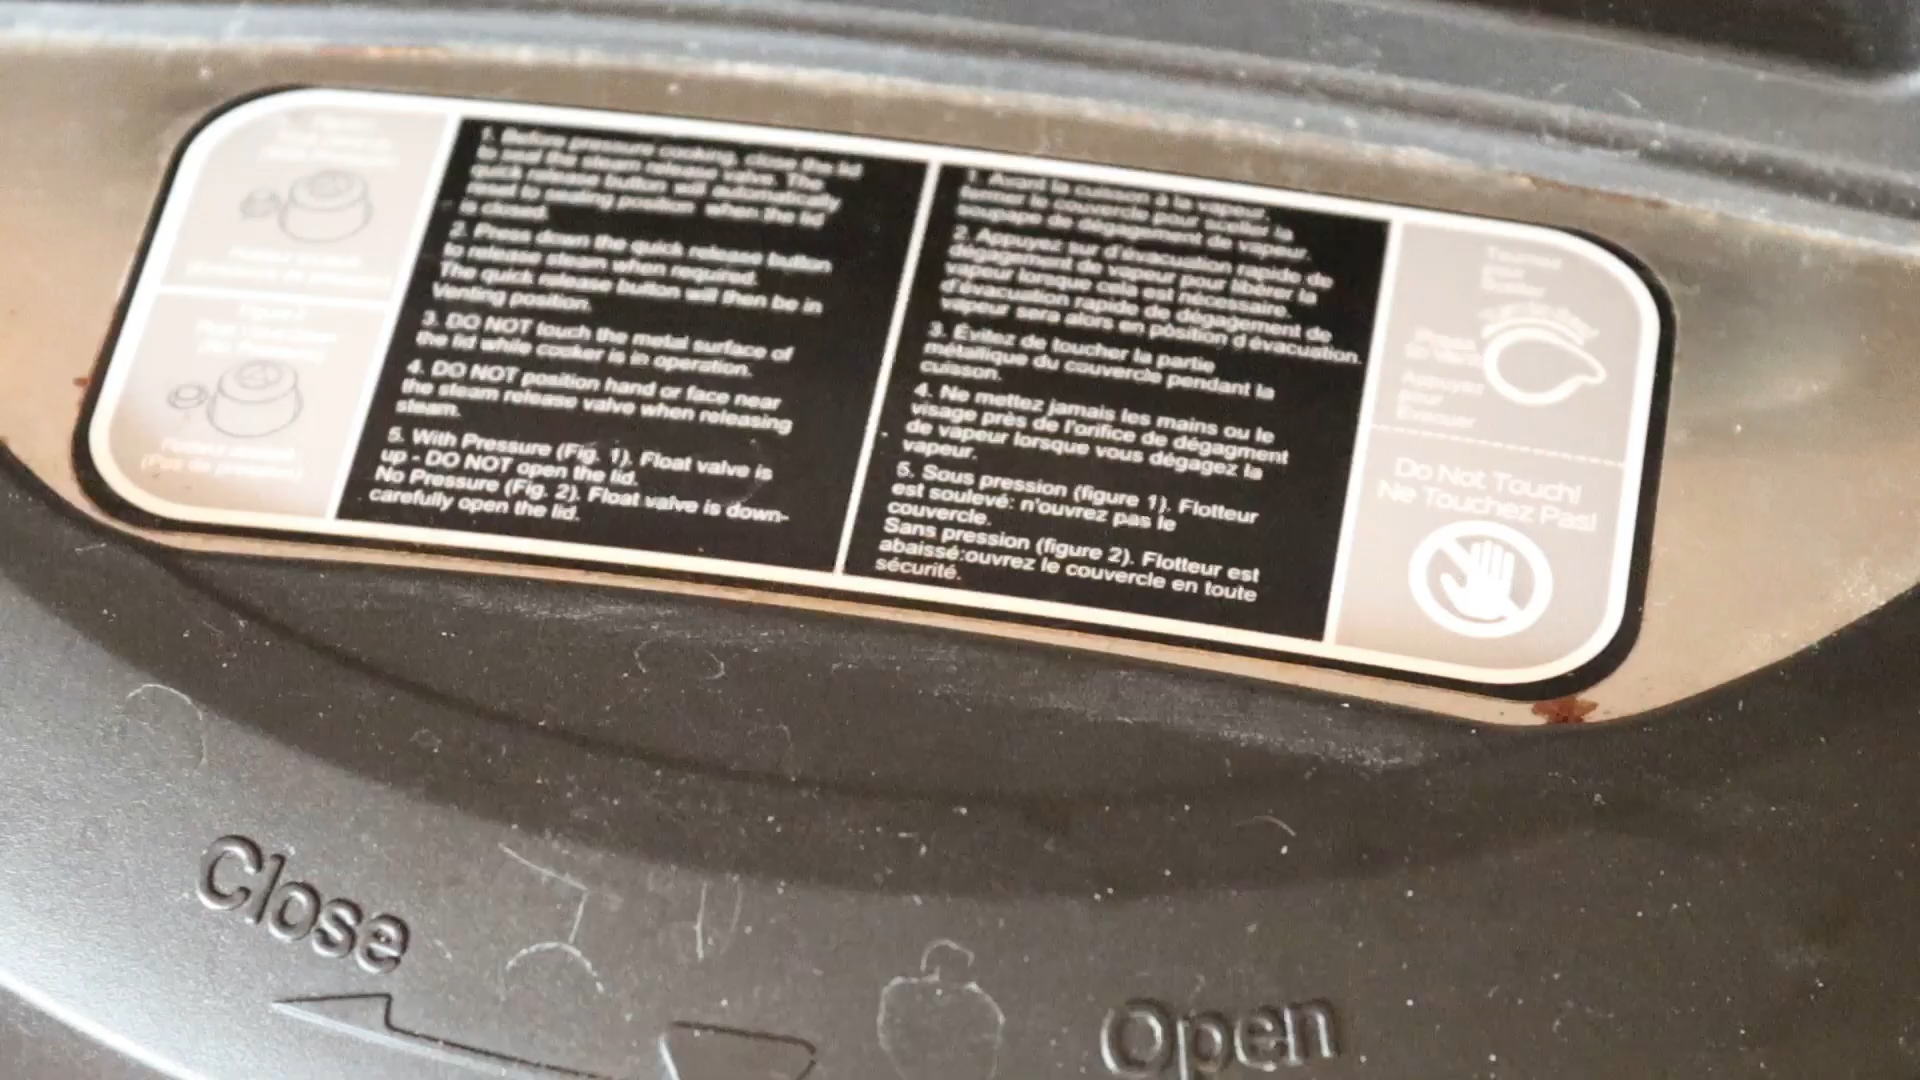 1. Before pressure cooking, close the lid
to seal the steam release valve. The
quick release button will automatically
reset to sealing position when the lid
is closed.
2. Press down the quick release button
to release steam when required.
The quick release button will then be in
Venting position.
3. DO NOT touch the metal surface of
the lid while cooker is in operation.
4. DO NOT position hand or face near
the steam release valve when releasing
steam.
5. With Pressure (Fig. 1). Float valve is
up - DO NOT open the lid.
No Pressure (Fig. 2). Float valve is down-
carefully open the lid.
1. Avant la cuisson à la vapeur,
fermer le couvercle pour sceller la
soupape de dégagement de vapeur.
2. Appuyez sur d'évacuation rapide de
dégagement de vapeur pour libérer la
vapeur lorsque cela est nécessaire.
d'évacuation rapide de dégagement de
vapeur sera alors en pósition d'évacuation.
3. Évitez de toucher la partie
métallique du couvercle pendant la
cuisson.
4. Ne mettez jamais les mains ou le
visage près de l'orifice de dégagment
de vapeur lorsque vous dégagez la
vapeur.
5. Sous pression (figure 1). Flotteur
est soulevé: n'ouvrez pas le
couvercle.
Sans pression (figure 2). Flotteur est
abaissé:ouvrez le couvercle en toute
sécurité.
Appuyez
pour
Évacuer
Do Not Touch!
Ne Touchez Pas!
Close
Open